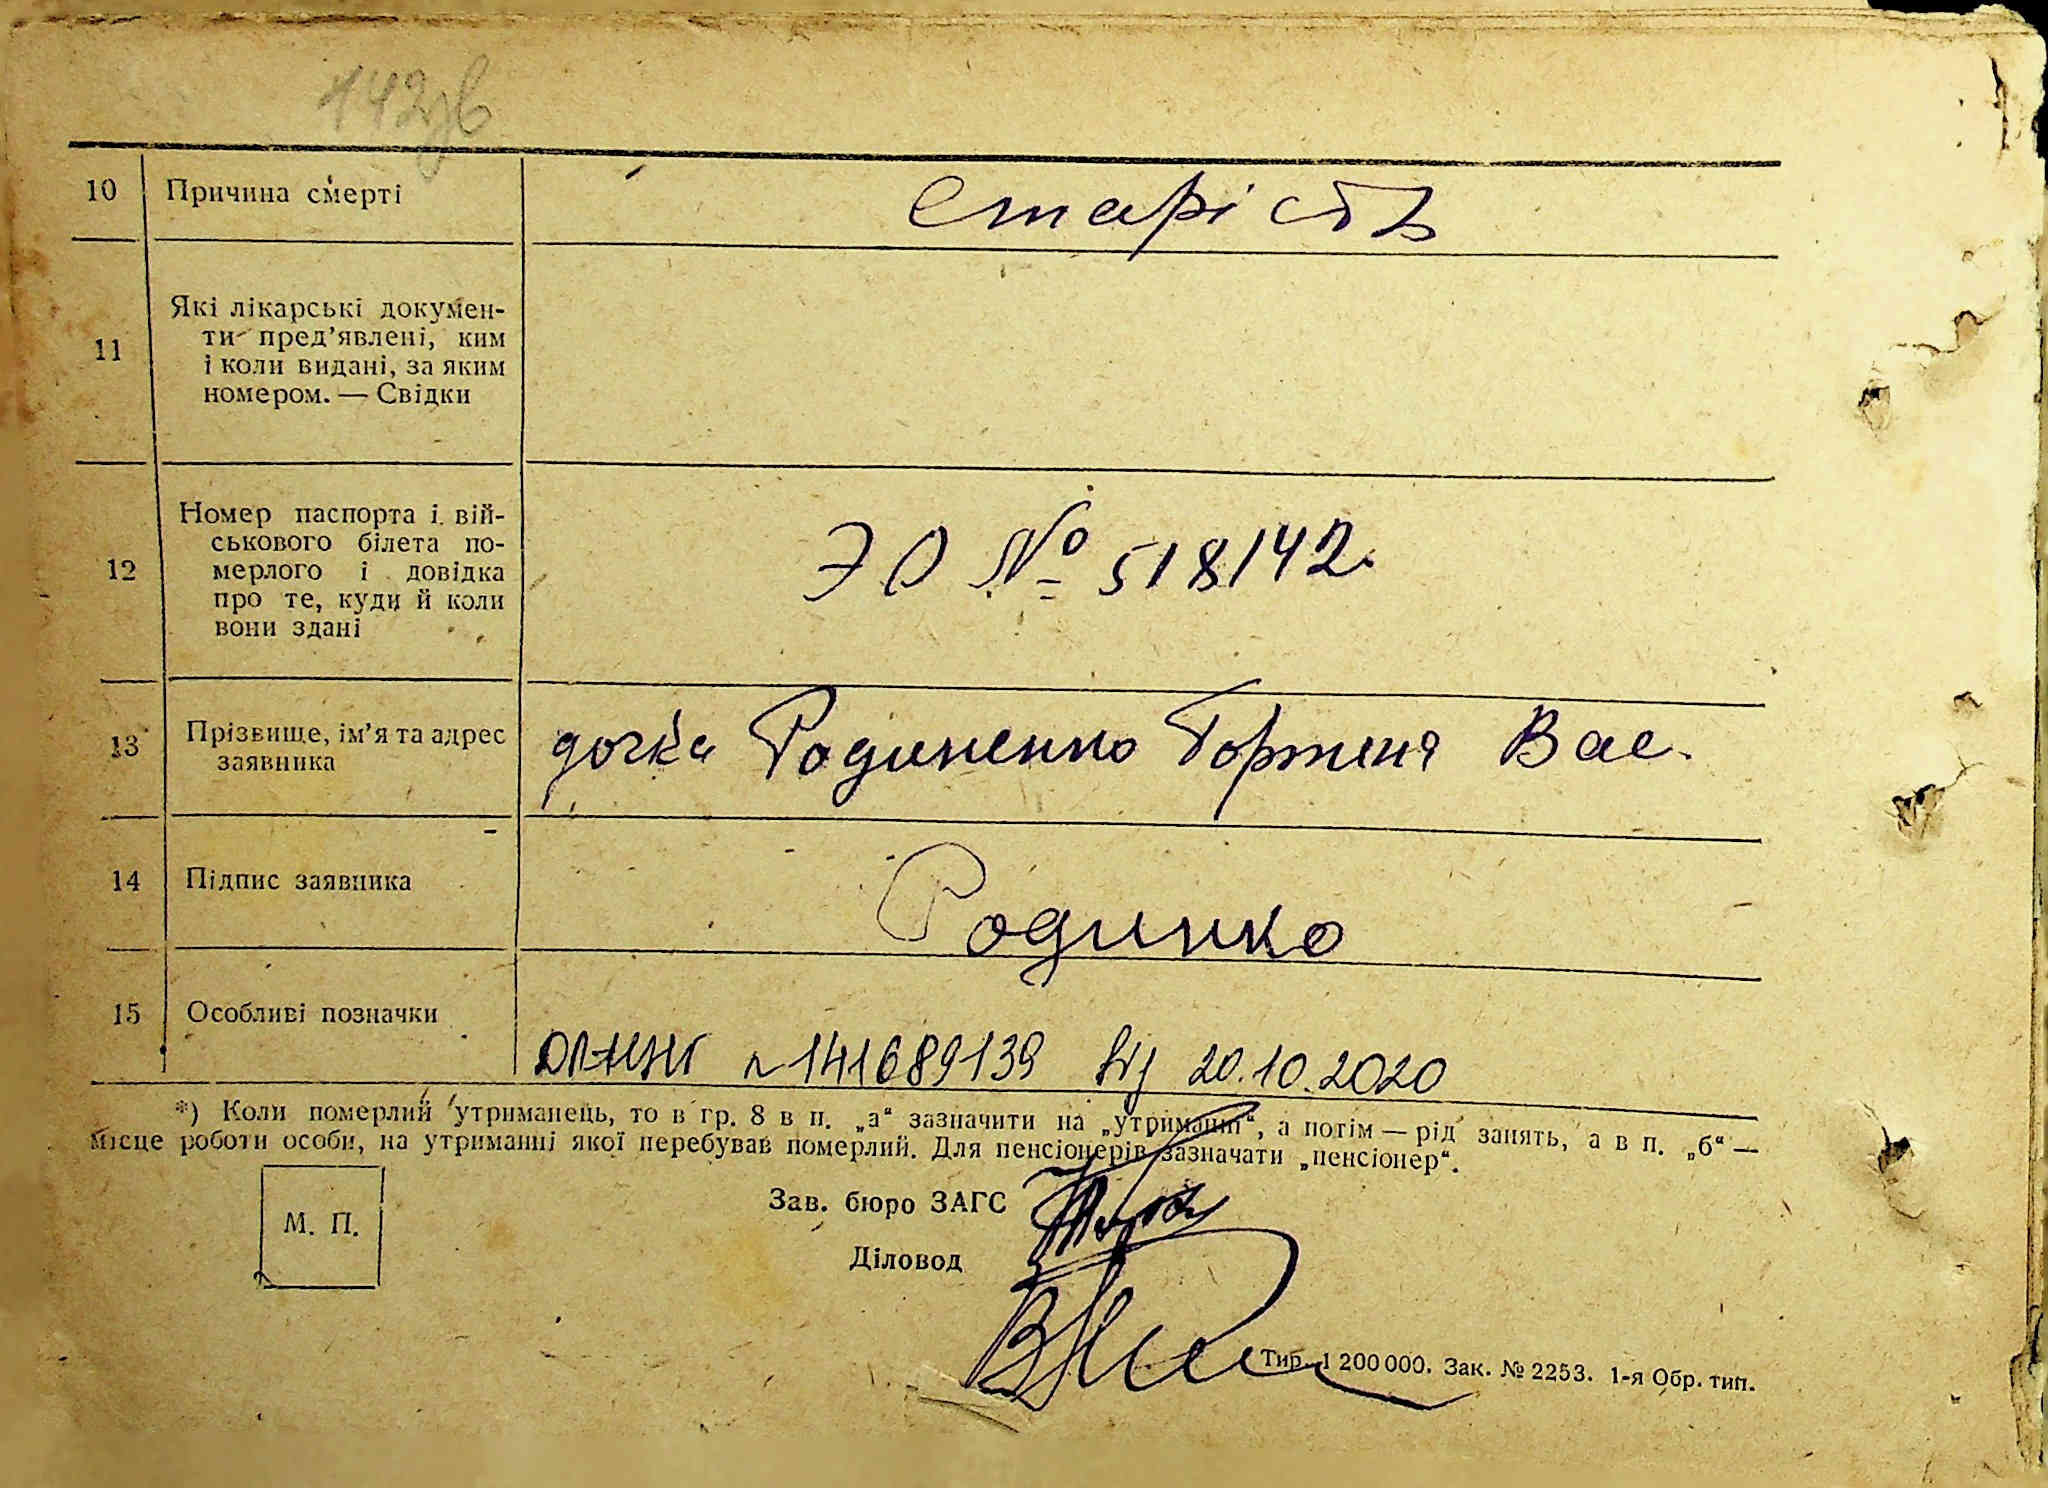 142зв
10 Причина смерті старість
11 Які лікарські докумен-
ти пред’явлені, ким
і коли видані, за яким
номером. — Свідки
12 Номер паспорта і вій-
ськового білета по-
мерлого і довідка
про те, куди й коли
вони здані
ЭО № 518142.
13 Прізвище, ім’я та адрес
заявника
дочка Родиненко Вас.
14 Підпис заявника Родинко
15 Особливі позначки
141689139 від 20.10.2020
*) Коли померлий утриманець, то в гр. 8 в п. „а“ зазначити на „утриманні“, а потім — рід занять, а в п. „б“ —
місце роботи особи, на утриманні якої перебував померлий. Для пенсіонерів зазначати „пенсіонер“.
М. П.
Зав. бюро ЗАГС
Діловод
Тир. 1 200 000. Зак. № 2253. 1-я Обр. тип.